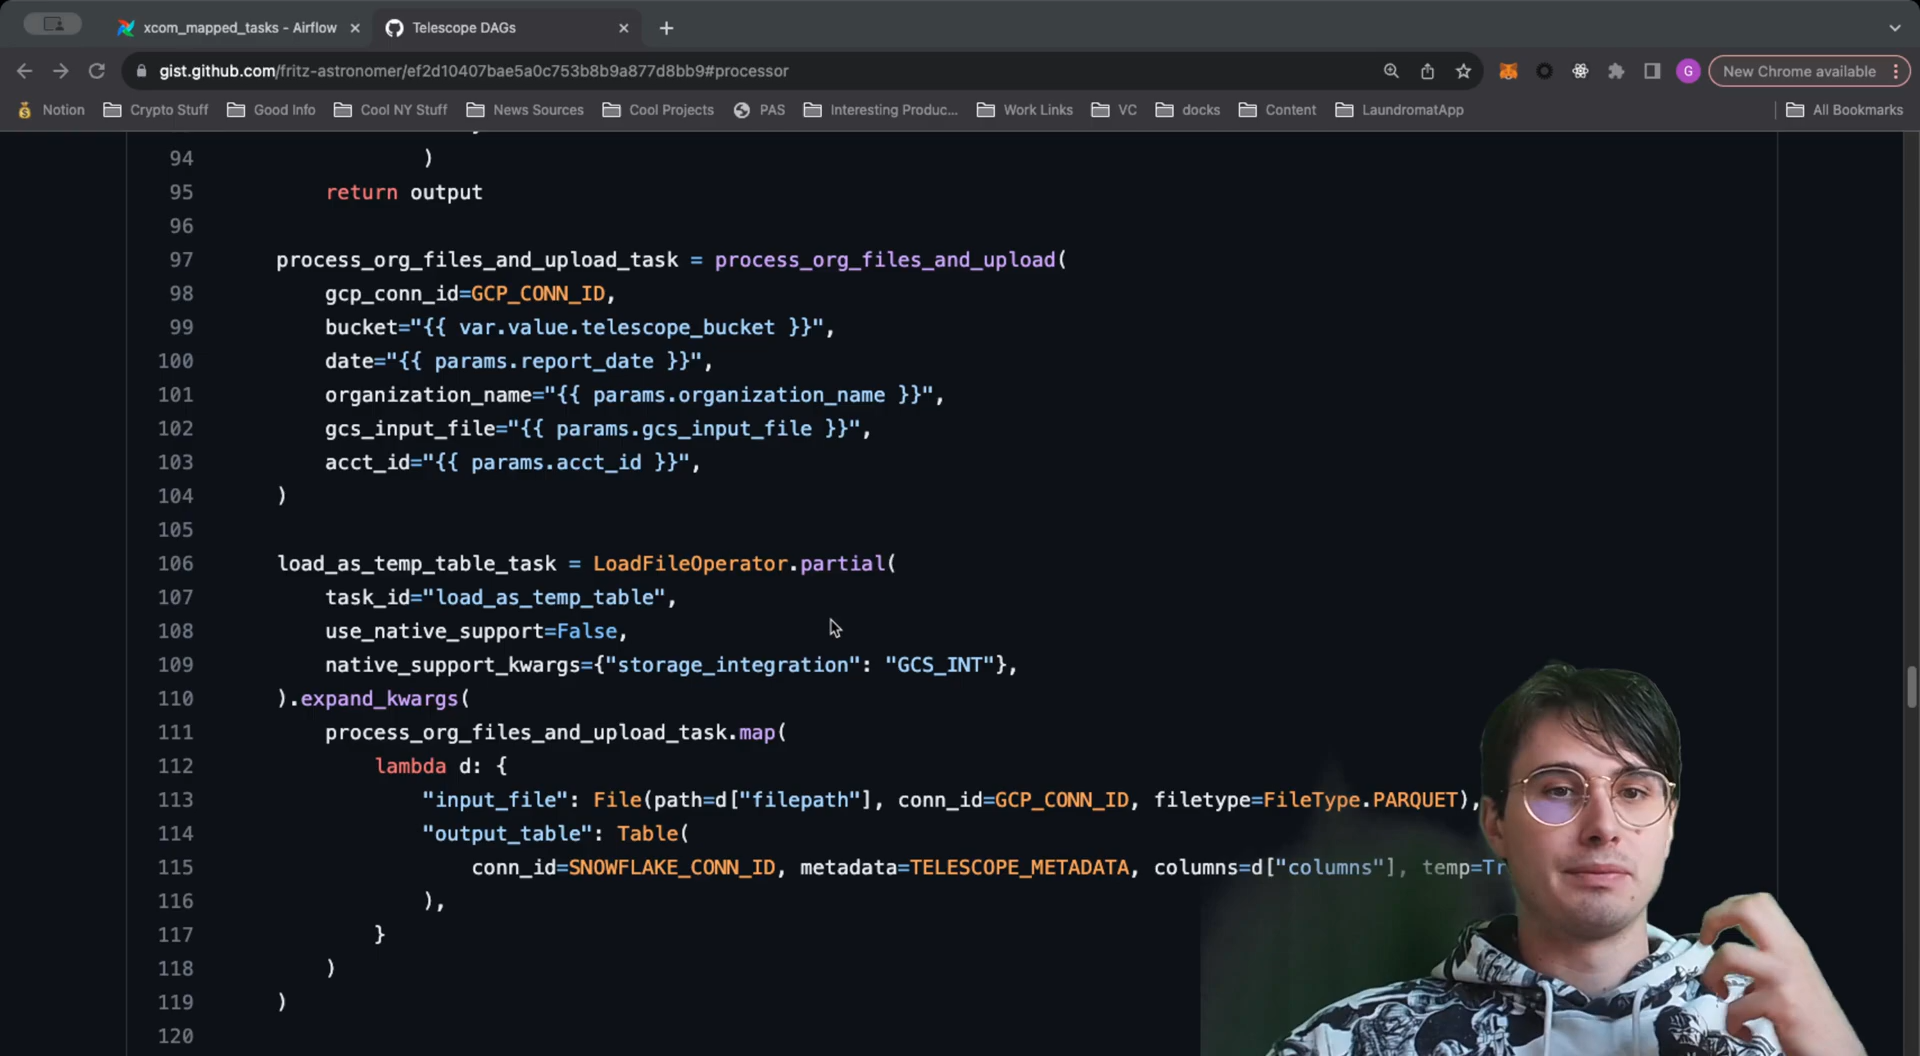 xcom_mapped_tasks - Airflow
Telescope DAGs
gist.github.com/fritz-astronomer/ef2d10407bae5a0c753b8b9a877d8bb9#processor
G
New Chrome available
Notion
Crypto Stuff
Good Info
Cool NY Stuff
News Sources
Cool Projects
PAS
Interesting Produc...
Work Links
VC
docks
Content
LaundromatApp
All Bookmarks
94 )
95 return output
96
97 process_org_files_and_upload_task = process_org_files_and_upload(
98 gcp_conn_id=GCP_CONN_ID,
99 bucket="{{ var.value.telescope_bucket }}",
100 date="{{ params.report_date }}",
101 organization_name="{{ params.organization_name }}",
102 gcs_input_file="{{ params.gcs_input_file }}",
103 acct_id="{{ params.acct_id }}",
104 )
105
106 load_as_temp_table_task = LoadFileOperator.partial(
107 task_id="load_as_temp_table",
108 use_native_support=False,
109 native_support_kwargs={"storage_integration": "GCS_INT"},
110 ).expand_kwargs(
111 process_org_files_and_upload_task.map(
112 lambda d: {
113 "input_file": File(path=d["filepath"], conn_id=GCP_CONN_ID, filetype=FileType.PARQUET),
114 "output_table": Table(
115 conn_id=SNOWFLAKE_CONN_ID, metadata=TELESCOPE_METADATA, columns=d["columns"], temp=Tr
116 ),
117 }
118 )
119 )
120